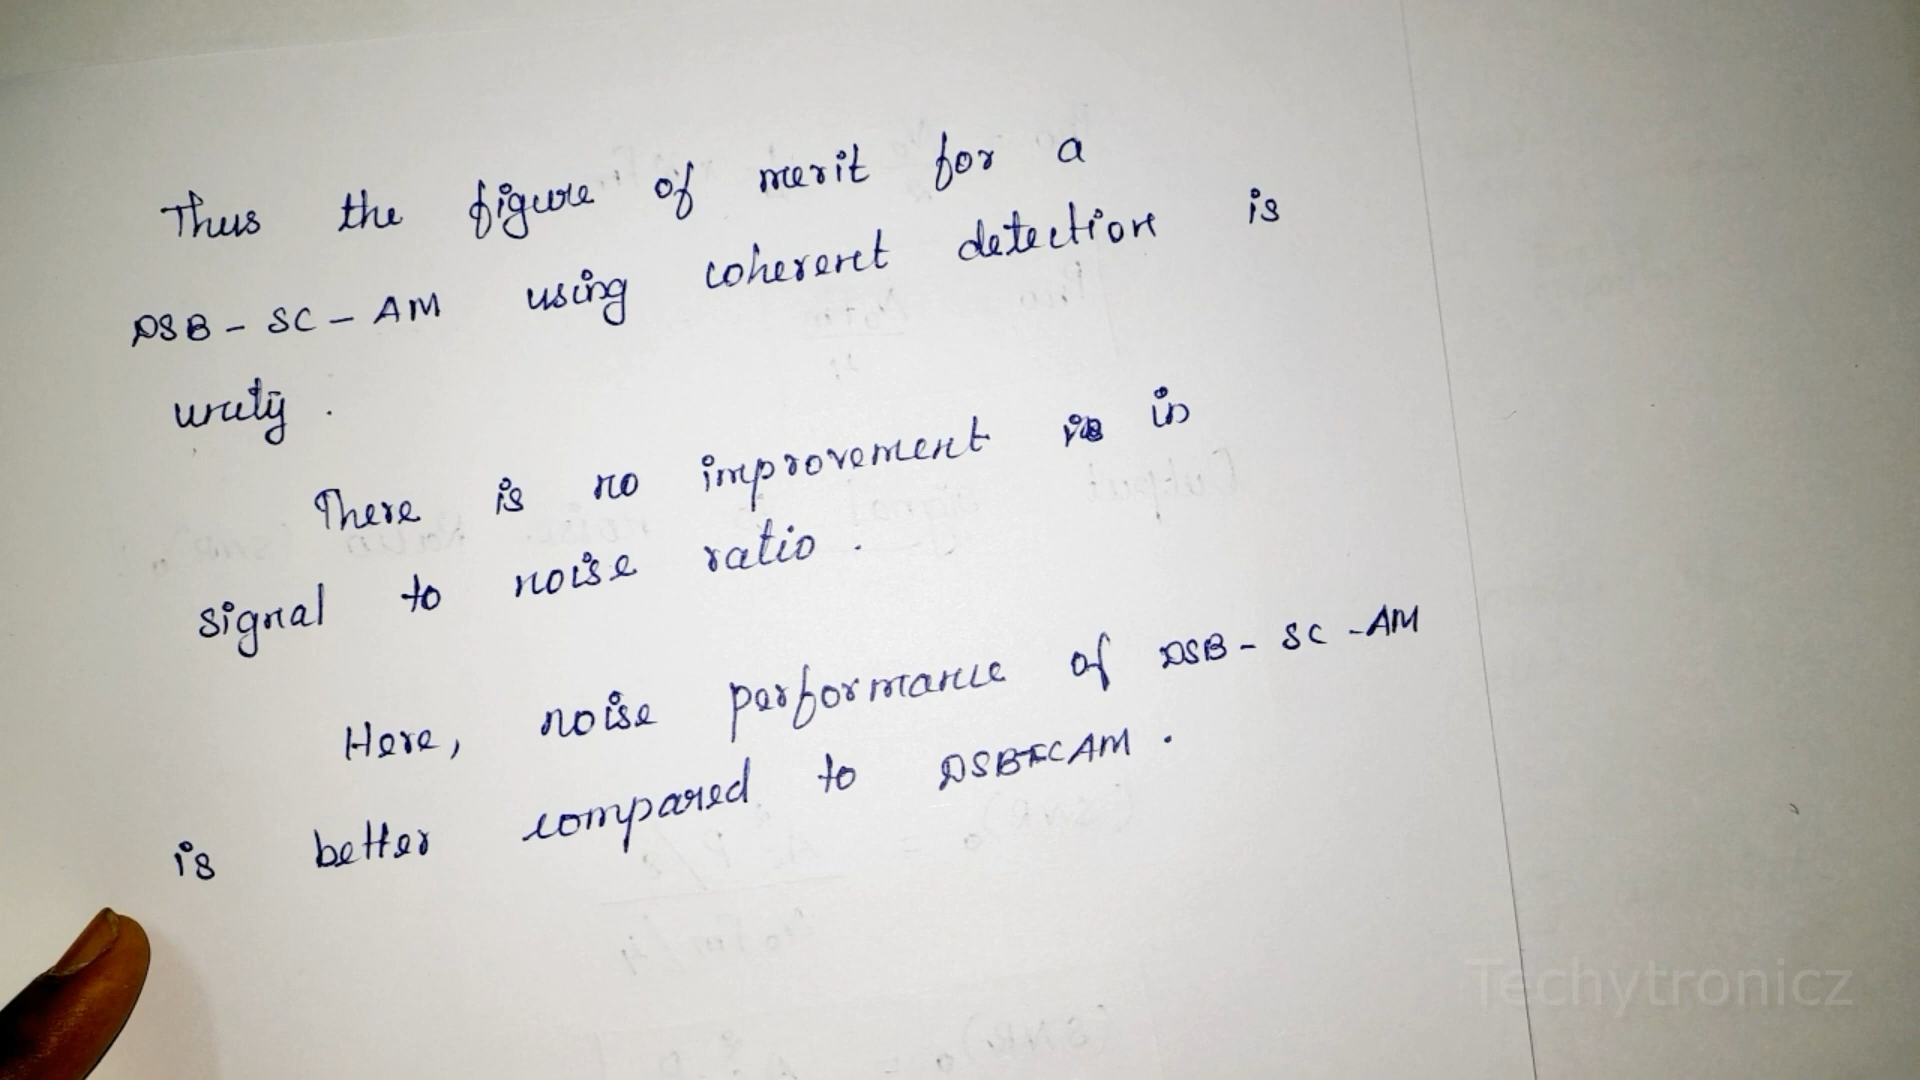 Thus the figure of merit for a
DSB - SC - AM using coherent detection is
unity.
There is no improvement in
signal to noise ratio.
Here, noise performance of DSB - SC - AM
is better compared to DSBFCAM.
Techytronicz